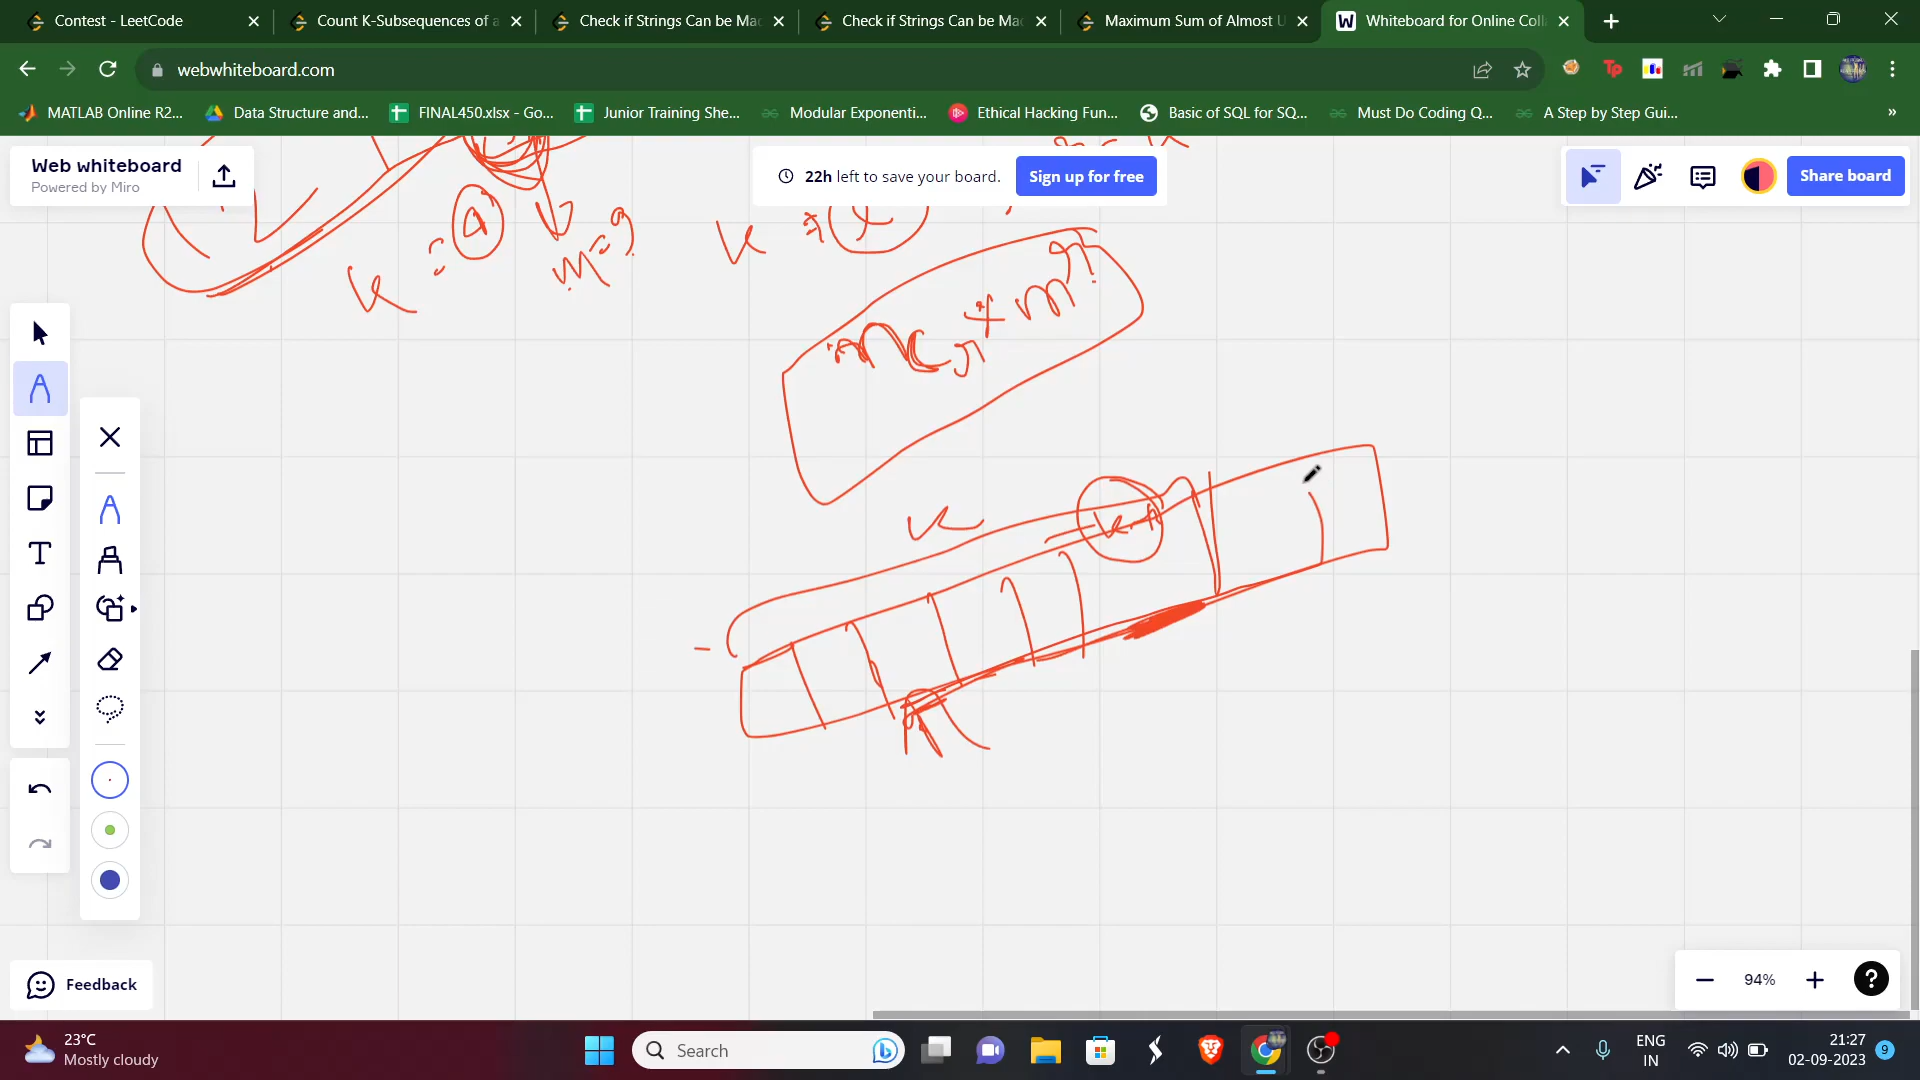 Contest - LeetCode
Count K-Subsequences of a
Check if Strings Can be Mac
Check if Strings Can be Mac
Maximum Sum of Almost U
Whiteboard for Online Colla
webwhiteboard.com
MATLAB Online R2...
Data Structure and...
FINAL450.xlsx - Go...
Junior Training She...
Modular Exponenti...
Ethical Hacking Fun...
Basic of SQL for SQ...
Must Do Coding Q...
A Step by Step Gui...
»
Web whiteboard
Powered by Miro
22h left to save your board.
Sign up for free
Share board
K
m=?
K
K
Feedback
94%
23°C
Mostly cloudy
Search
ENG
IN
21:27
02-09-2023
9